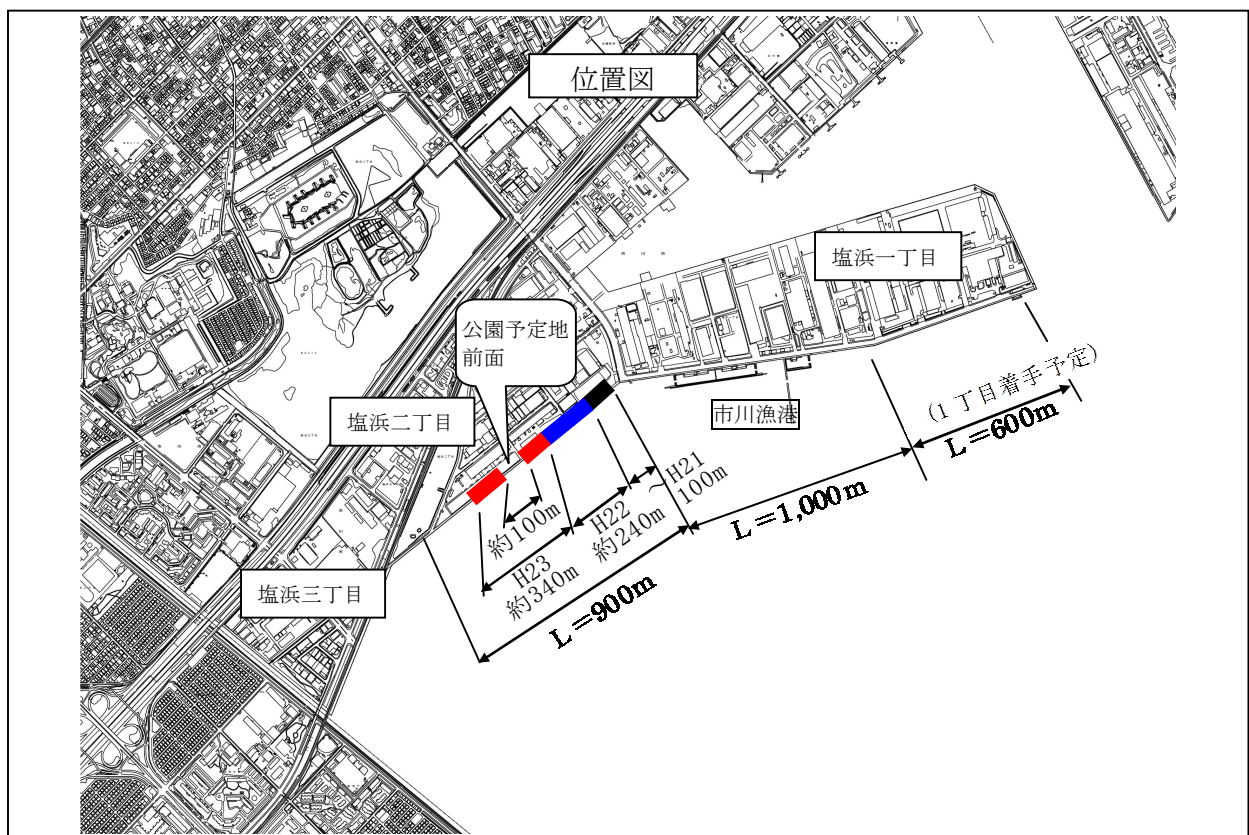 位置図
塩浜一丁目
公園予定地
前面
塩浜二丁目
市川漁港
(1丁目着手予定)
L=600m
L=1,000m
~H21
100m
H22
約240m
約100m
H23
約340m
L=900m
塩浜三丁目